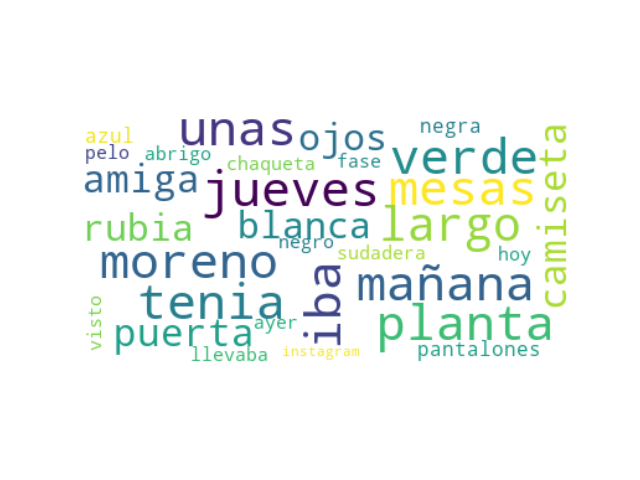 azul
unas
ojos
negra
pelo
abrigo
chaqueta
fase
verde
camiseta
amiga
jueves
mesas
rubia
blanca
largo
negro
sudadera
hoy
moreno
iba
mañana
tenia
visto
puerta
ayer
planta
llevaba
instagram
pantalones